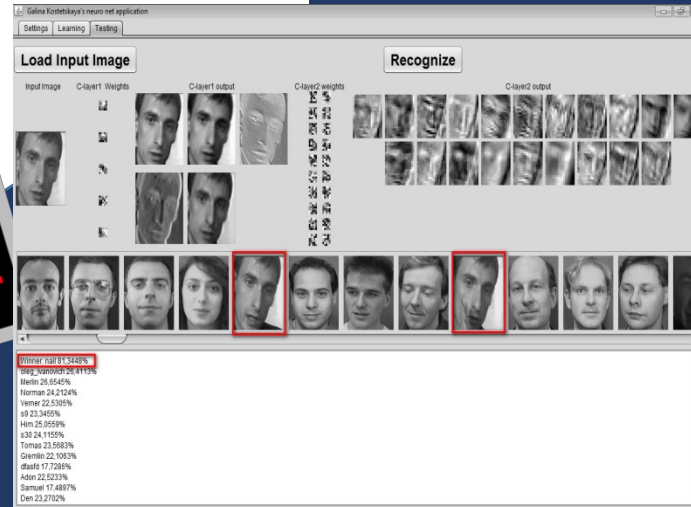 Galina Kostetskaya's neuro net application
Settings Learning Testing
Load Input Image Recognize
Input Image C-layer1 Weights C-layer1 output C-layer2 weights C-layer2 output
Winner: nail 81,3448%
oleg_ivanovich 26,4113%
Merlin 26,6545%
Norman 24,2124%
Verner 22,5305%
s9 23,3455%
Him 25,0559%
s30 24,1155%
Tomas 23,5683%
Gremlin 22,1063%
dfasfd 17,7286%
Adon 22,5233%
Samuel 17,4897%
Den 23,2702%